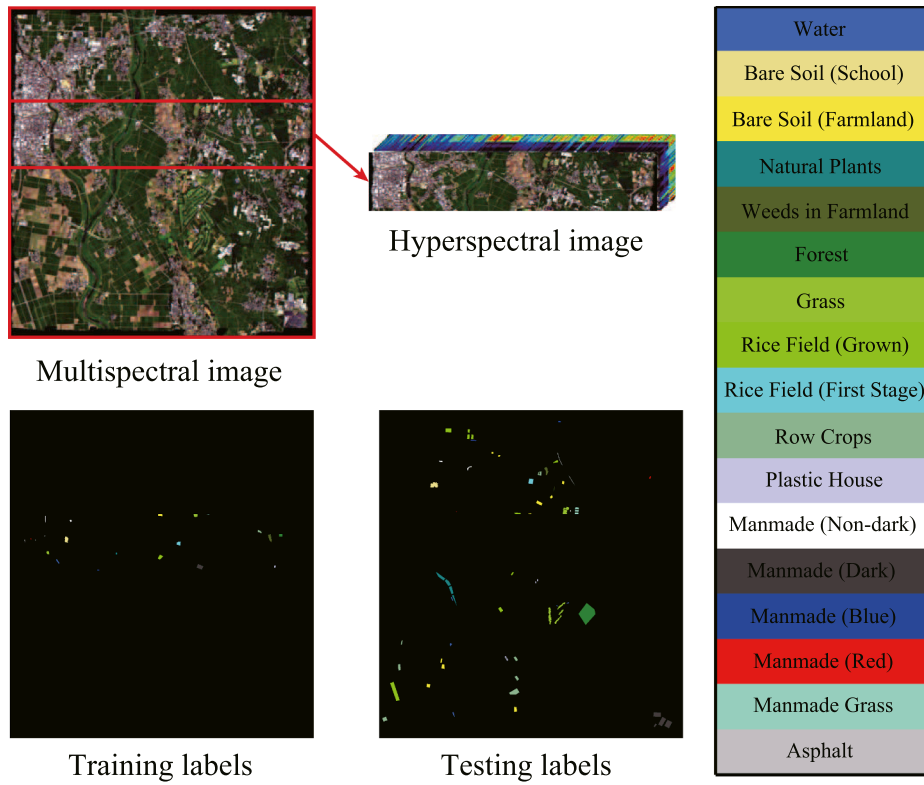 Multispectral image
Hyperspectral image
Training labels
Testing labels
Water
Bare Soil (School)
Bare Soil (Farmland)
Natural Plants
Weeds in Farmland
Forest
Grass
Rice Field (Grown)
Rice Field (First Stage)
Row Crops
Plastic House
Manmade (Non-dark)
Manmade (Dark)
Manmade (Blue)
Manmade (Red)
Manmade Grass
Asphalt